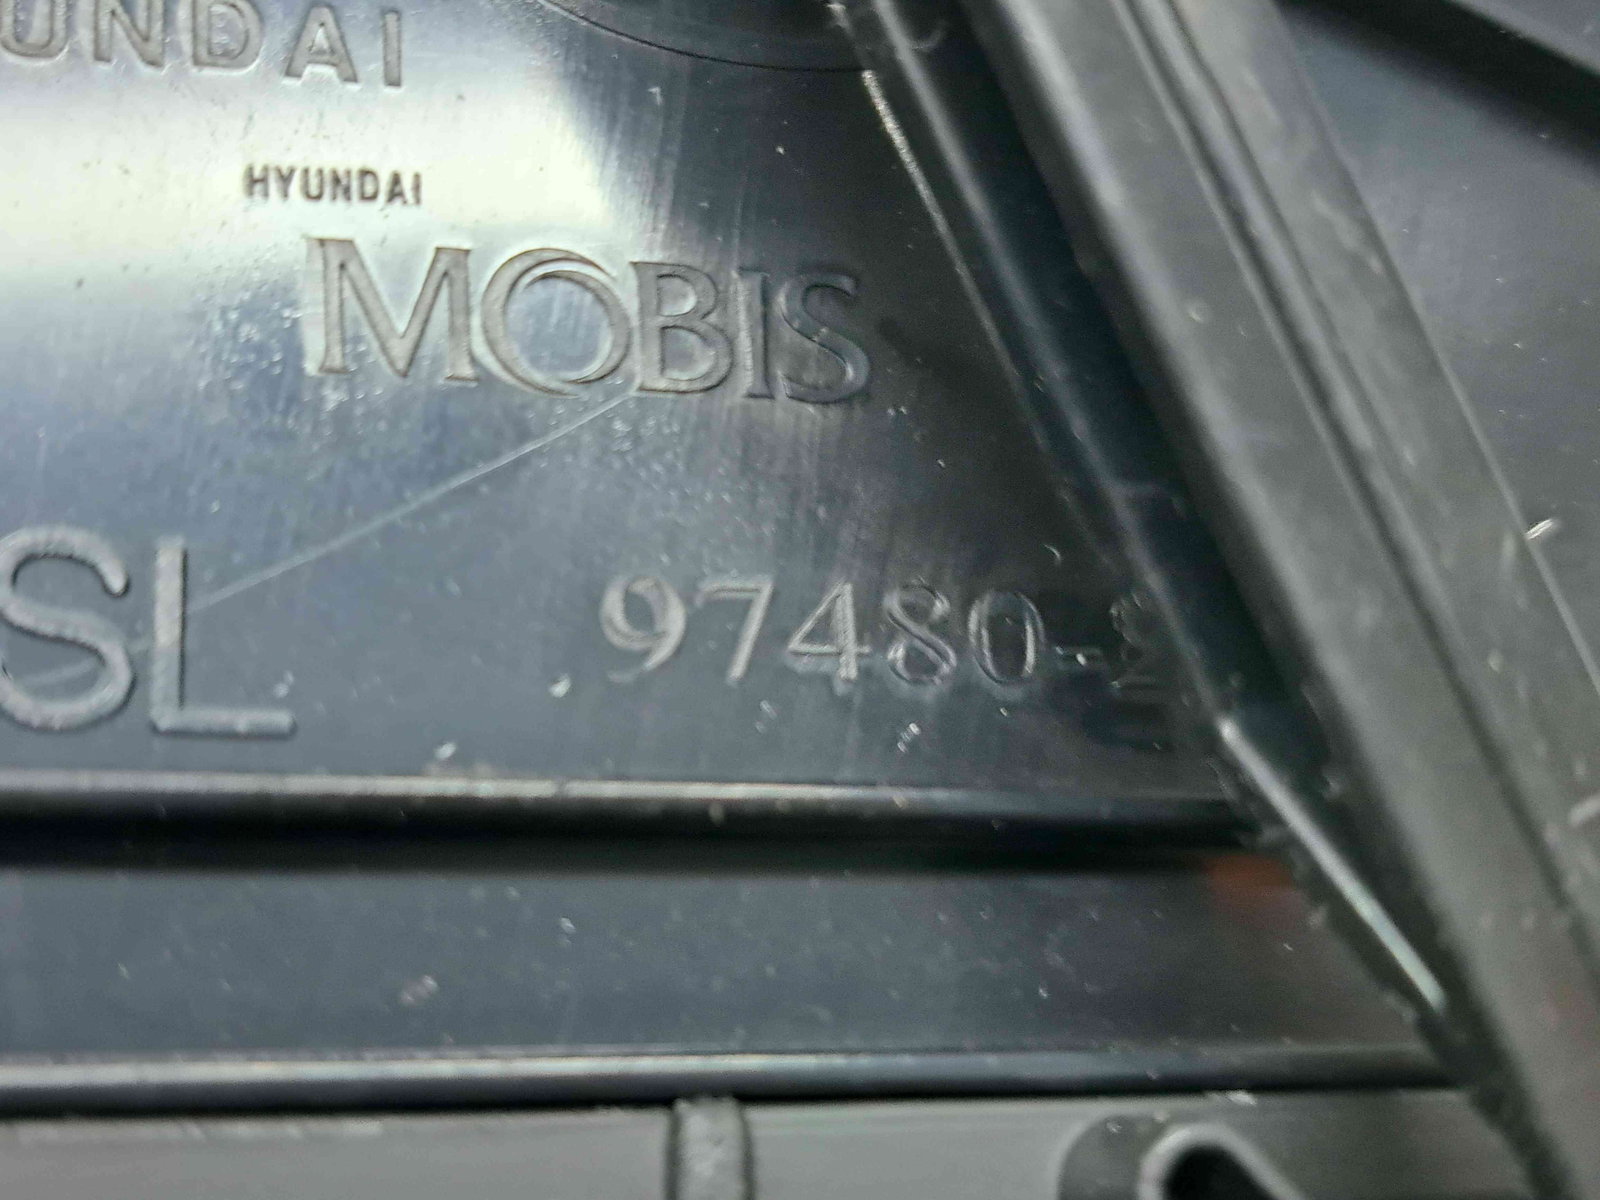 UNDAI
HYUNDAI
MOBIS
SL
97480-